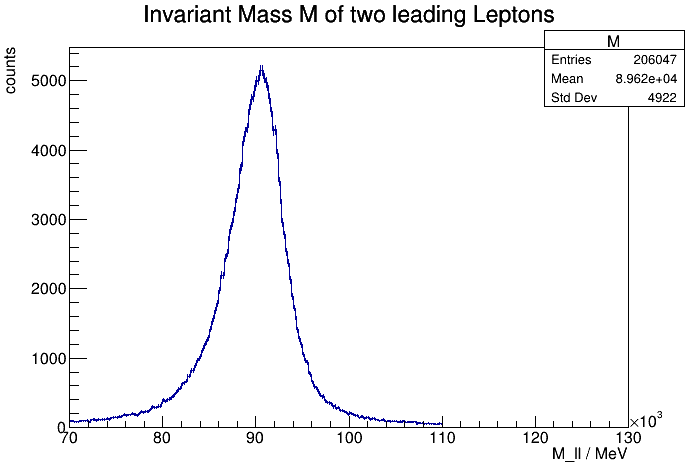 Invariant Mass M of two leading Leptons
M
Entries 206047
Mean 8.962e+04
Std Dev 4922
counts
5000
4000
3000
2000
1000
0
70 80 90 100 110 120 130
×10³
M_ll / MeV